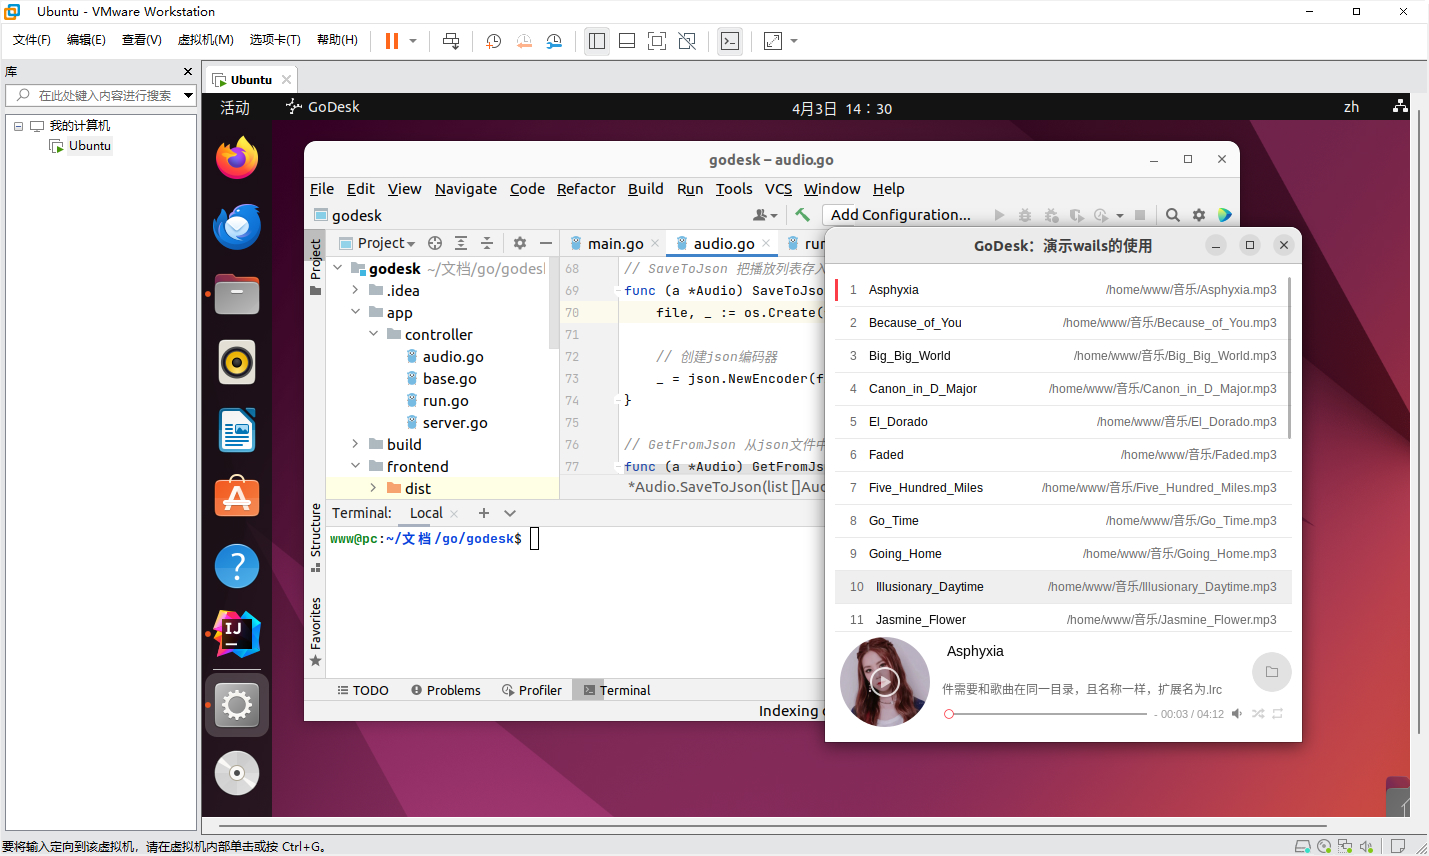 Ubuntu - VMware Workstation
文件(F) 编辑(E) 查看(V) 虚拟机(M) 选项卡(T) 帮助(H)
库
在此处键入内容进行搜索
我的计算机
Ubuntu
Ubuntu
活动 GoDesk 4月3日 14：30 zh
godesk – audio.go
File Edit View Navigate Code Refactor Build Run Tools VCS Window Help
godesk Add Configuration...
Project
Structure
Favorites
Project
godesk ~/文档/go/godesk
.idea
app
controller
audio.go
base.go
run.go
server.go
build
frontend
dist
main.go audio.go run
68 // SaveToJson 把播放列表存入
69 func (a *Audio) SaveToJson
70 file, _ := os.Create(
71
72 // 创建json编码器
73 _ = json.NewEncoder(f
74 }
75
76 // GetFromJson 从json文件中
77 func (a *Audio) GetFromJs
*Audio.SaveToJson(list []Aud
Terminal: Local
www@pc:~/文档/go/godesk$
TODO Problems Profiler Terminal
Indexing
GoDesk：演示wails的使用
1 Asphyxia /home/www/音乐/Asphyxia.mp3
2 Because_of_You /home/www/音乐/Because_of_You.mp3
3 Big_Big_World /home/www/音乐/Big_Big_World.mp3
4 Canon_in_D_Major /home/www/音乐/Canon_in_D_Major.mp3
5 El_Dorado /home/www/音乐/El_Dorado.mp3
6 Faded /home/www/音乐/Faded.mp3
7 Five_Hundred_Miles /home/www/音乐/Five_Hundred_Miles.mp3
8 Go_Time /home/www/音乐/Go_Time.mp3
9 Going_Home /home/www/音乐/Going_Home.mp3
10 Illusionary_Daytime /home/www/音乐/Illusionary_Daytime.mp3
11 Jasmine_Flower /home/www/音乐/Jasmine_Flower.mp3
Asphyxia
件需要和歌曲在同一目录，且名称一样，扩展名为.lrc
- 00:03 / 04:12
要将输入定向到该虚拟机，请在虚拟机内部单击或按 Ctrl+G。